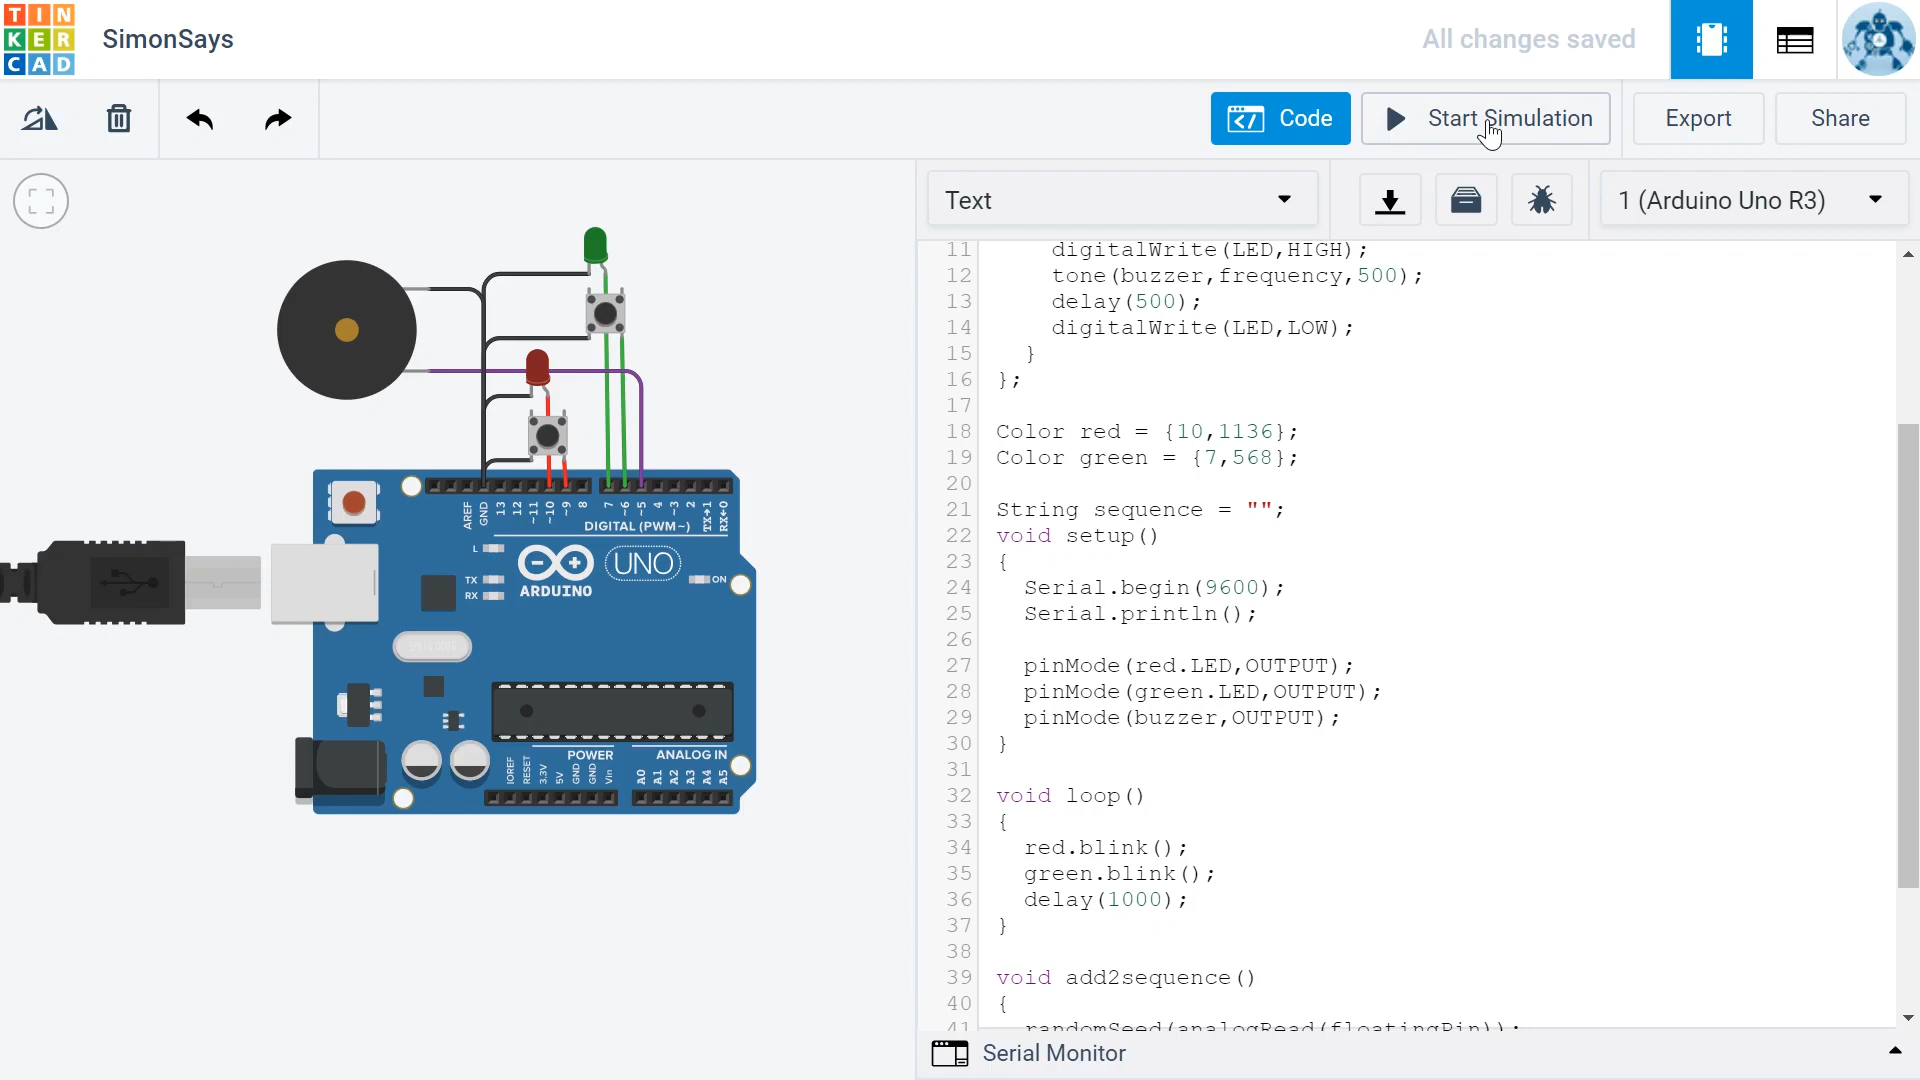 TIN
KER
CAD
SimonSays
All changes saved
Code
Start Simulation
Export
Share
Text
1 (Arduino Uno R3)
11 digitalWrite(LED,HIGH);
12 tone(buzzer,frequency,500);
13 delay(500);
14 digitalWrite(LED,LOW);
15 }
16 };
17
18 Color red = {10,1136};
19 Color green = {7,568};
20
21 String sequence = "";
22 void setup()
23 {
24 Serial.begin(9600);
25 Serial.println();
26
27 pinMode(red.LED,OUTPUT);
28 pinMode(green.LED,OUTPUT);
29 pinMode(buzzer,OUTPUT);
30 }
31
32 void loop()
33 {
34 red.blink();
35 green.blink();
36 delay(1000);
37 }
38
39 void add2sequence()
40 {
41 randomSeed(analogRead(floatingPin));
Serial Monitor
AREF GND 13 12 ~11 ~10 ~9 8 7 ~6 ~5 4 ~3 2 TX→1 RX←0
DIGITAL (PWM~)
L
TX
RX
UNO
ON
ARDUINO
POWER
ANALOG IN
IOREF RESET 3.3V 5V GND GND Vin A0 A1 A2 A3 A4 A5